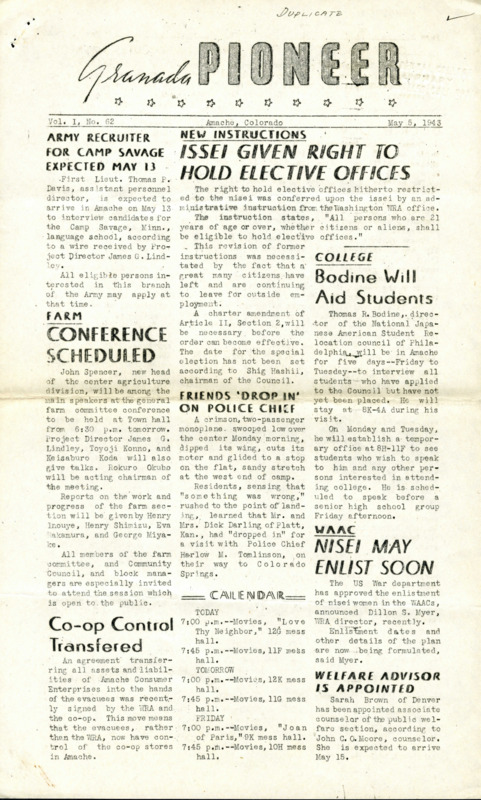 DUPLICATE
Granada PIONEER
Vol. 1, No. 62 Amache, Colorado May 5, 1943
ARMY RECRUITER
FOR CAMP SAVAGE
EXPECTED MAY 13
First Lieut. Thomas P.
Davis, assistant personnel
director, is expected to
arrive in Amache on May 13
to interview candidates for
the Camp Savage, Minn.,
language school, according
to a wire received by Pro-
ject Director James G. Lind-
ley.
All eligible persons in-
terested in this branch
of the Army may apply at
that time.
FARM
CONFERENCE
SCHEDULED
John Spencer, new head
of the center agriculture
division, will be among the
main speakers at the general
farm committee conference
to be held at Town hall
from 6:30 p.m. tomorrow.
Project Director James G.
Lindley, Toyoji Konno, and
Keizaburo Koda will also
give talks. Rokuro Okubo
will be acting chairman of
the meeting.
Reports on the work and
progress of the farm sec-
tion will be given by Henry
Inouye, Henry Shimizu, Eva
Nakamura, and George Miya-
ke.
All members of the farm
committee, and Community
Council, and block mana-
gers are especially invited
to attend the session which
is open to the public.
Co-op Control
Transfered
An agreement transfer-
ring all assets and liabil-
ities of Amache Consumer
Enterprises into the hands
of the evacuees was recent-
ly signed by the WRA and
the co-op. This move means
that the evacuees, rather
then the WRA, now have con-
trol of the co-op stores
in Amache.
NEW INSTRUCTIONS
ISSEI GIVEN RIGHT TO
HOLD ELECTIVE OFFICES
The right to hold elective offices hitherto restrict-
ed to the nisei was conferred upon the issei by an ad-
ministrative instruction from the Washington WRA office.
The instruction states, "All persons who are 21
years of age or over, whether citizens or aliens, shall
be eligible to hold elective offices."
This revision of former
instructions was necessi-
tated by the fact that a
great many citizens have
left and are continuing
to leave for outside em-
ployment.
A charter amendment of
Article II, Section 2, will
be necessary before the
order can become effective.
The date for the special
election has not been set
according to Shig Hashii,
chairman of the Council.
FRIENDS 'DROP IN'
ON POLICE CHIEF
A crimson, two-passenger
monoplane swooped low over
the center Monday morning,
dipped its wing, cuts its
motor and glided to a stop
on the flat, sandy stretch
at the west end of camp.
Residents, sensing that
"something was wrong,"
rushed to the point of land-
ing, learned that Mr. and
Mrs. Dick Darling of Platt,
Kan., had "dropped in" for
a visit with Police Chief
Harlow M. Tomlinson, on
their way to Colorado
Springs.
CALENDAR
TODAY
7:00 p.m.--Movies, "Love
Thy Neighbor," 12G mess
hall.
7:45 p.m.--Movies, 11F mess
hall.
TOMORROW
7:00 p.m.--Movies, 12K mess
hall.
7:45 p.m.--Movies, 11G mess
hall.
FRIDAY
7:00 p.m.--Movies, "Joan
of Paris," 9K mess hall.
7:45 p.m.--Movies, 10H mess
hall.
COLLEGE
Bodine Will
Aid Students
Thomas R. Bodine, direc-
tor of the National Japa-
nese American Student Re-
location council of Phila-
delphia, will be in Amache
for five days--Friday to
Tuesday--to interview all
students who have applied
to the Council but have not
yet been placed. He will
stay at 8K-4A during his
visit.
On Monday and Tuesday,
he will establish a tempor-
ary office at 8H-11F to see
students who wish to speak
to him and any other per-
sons interested in attend-
ing college. He is sched-
uled to speak before a
senior high school group
Friday afternoon.
WAAC
NISEI MAY
ENLIST SOON
The US War department
has approved the enlistment
of nisei women in the WAACs,
announced Dillon S. Myer,
WRA director, recently.
Enlistment dates and
other details of the plan
are now being formulated,
said Myer.
WELFARE ADVISOR
IS APPOINTED
Sarah Brown of Denver
has been appointed associate
counselor of the public wel-
fare section, according to
John C. O. Moore, counselor.
She is expected to arrive
May 15.